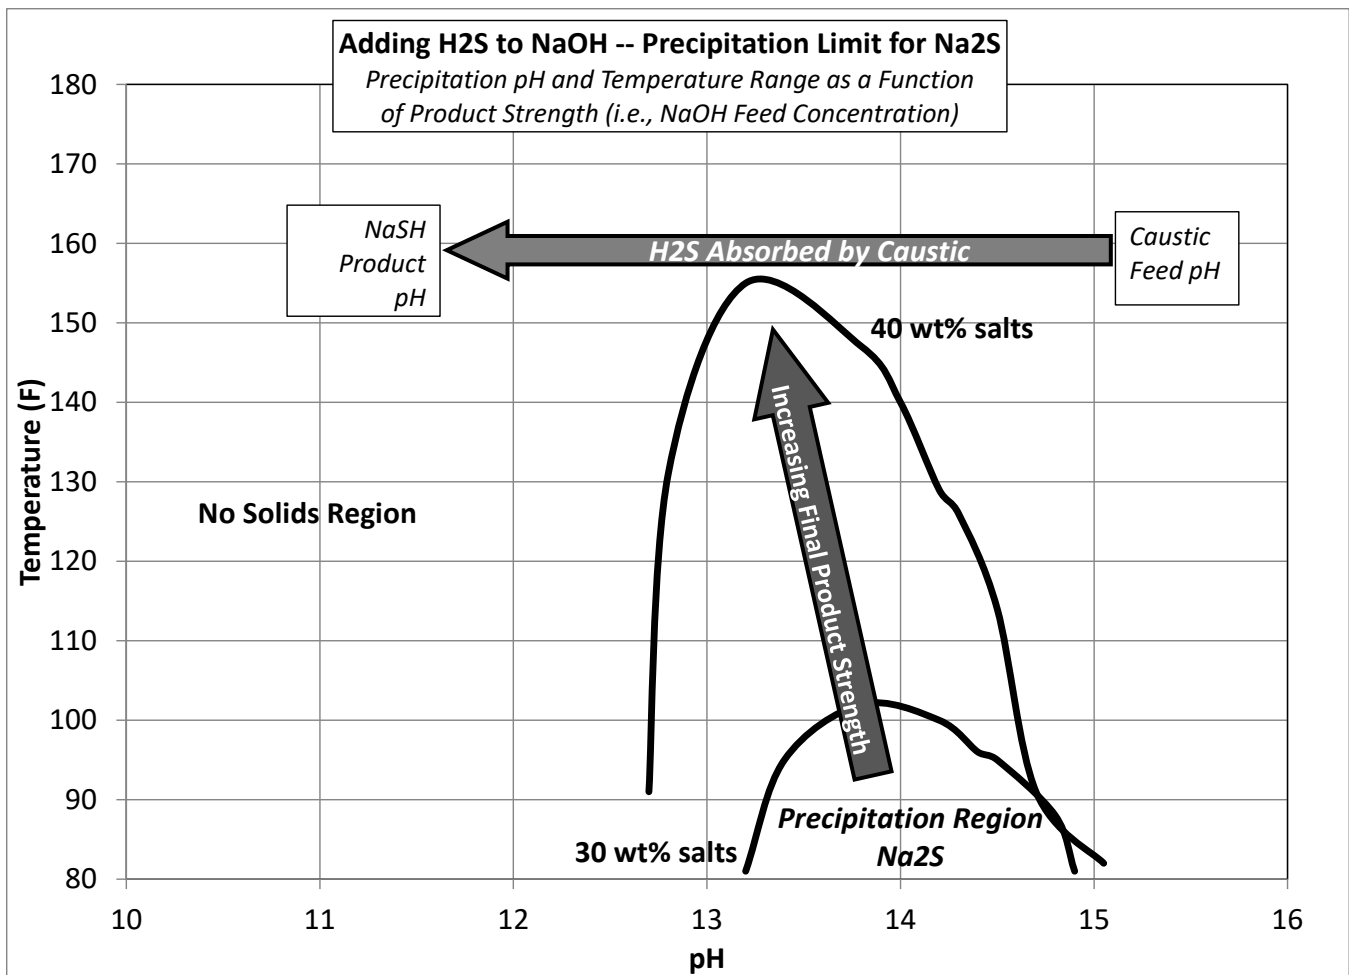 Adding H2S to NaOH -- Precipitation Limit for Na2S
Precipitation pH and Temperature Range as a Function
of Product Strength (i.e., NaOH Feed Concentration)
180
170
160
150
140
130
120
110
100
90
80
Temperature (F)
NaSH
Product
pH
H2S Absorbed by Caustic
Caustic
Feed pH
40 wt% salts
Increasing Final Product Strength
No Solids Region
Precipitation Region
Na2S
30 wt% salts
10
11
12
13
14
15
16
pH